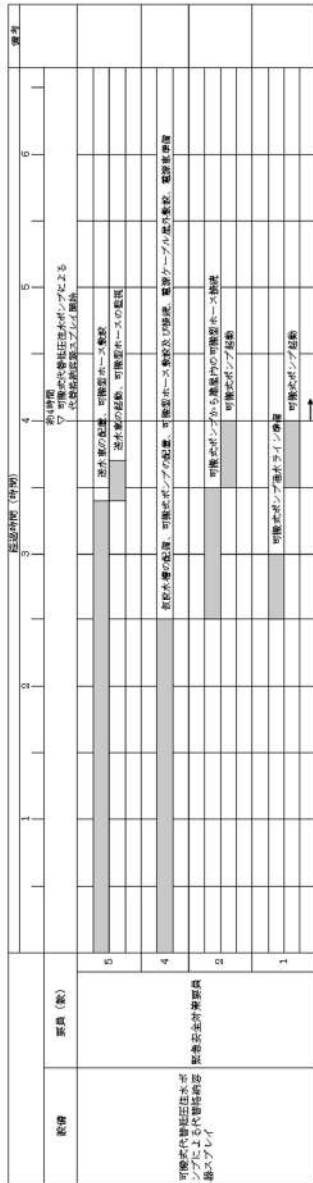 経過時間(時間)
備考
1
2
3
4
5
6
設備
要員(数)
約4時間
▽ 可搬式代替低圧注水ポンプによる
代替格納容器スプレイ開始
可搬式代替低圧注水ポ
ンプによる代替格納容
器スプレイ
緊急安全対策要員
5
送水車の配置、可搬型ホース敷設
送水車の起動、可搬型ホースの監視
4
仮設水槽の配備、可搬式ポンプの配置、可搬型ホース敷設及び接続、電源ケーブル屋外敷設、電源車準備
2
可搬式ポンプから建屋内の可搬型ホース接続
可搬式ポンプ起動
1
可搬式ポンプ送水ライン準備
可搬式ポンプ起動